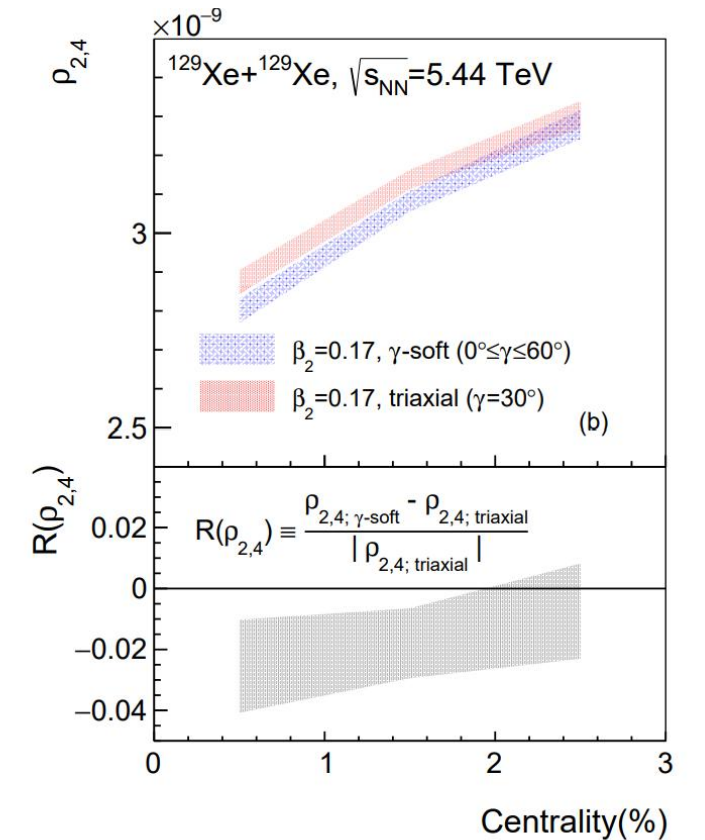 ×10⁻⁹
ρ₂,₄
¹²⁹Xe+¹²⁹Xe, √s_NN=5.44 TeV
3
β₂=0.17, γ-soft (0°≤γ≤60°)
β₂=0.17, triaxial (γ=30°)
(b)
2.5
R(ρ₂,₄)
R(ρ₂,₄) ≡ ρ₂,₄; γ-soft - ρ₂,₄; triaxial
| ρ₂,₄; triaxial |
0.02
0
−0.02
−0.04
0 1 2 3
Centrality(%)